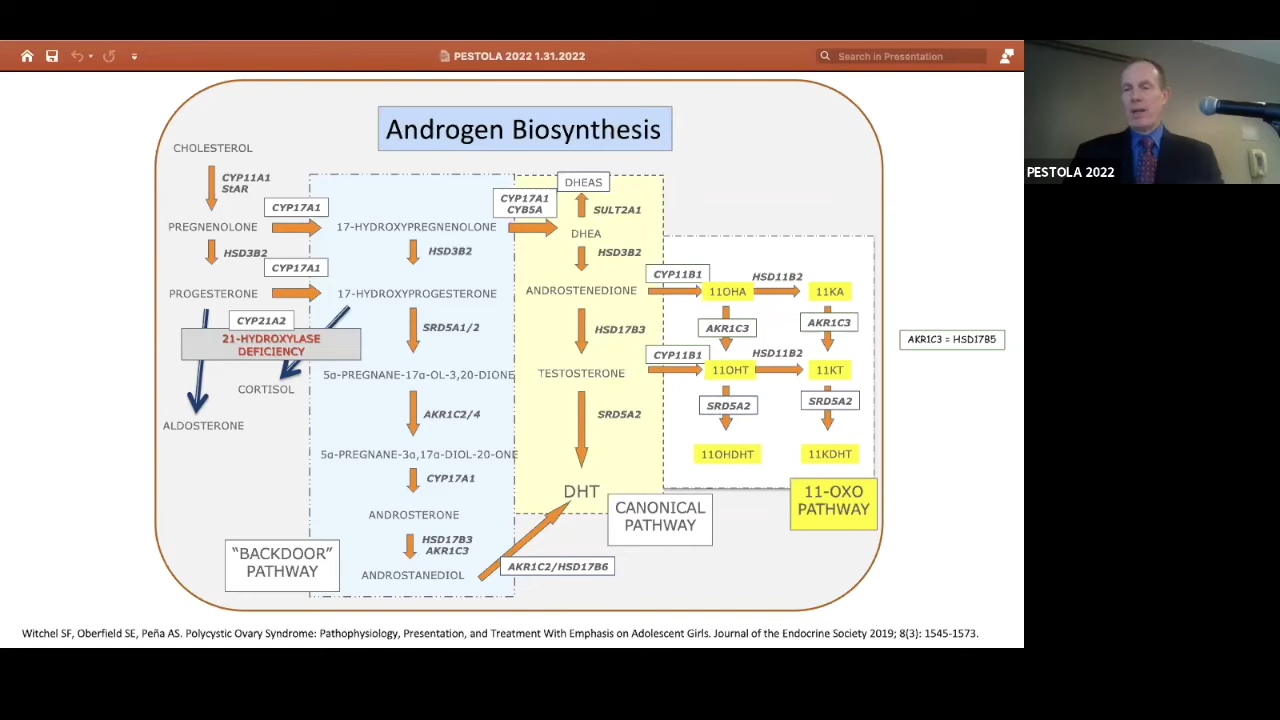 PESTOLA 2022 1.31.2022
Search in Presentation
PESTOLA 2022
Androgen Biosynthesis
CHOLESTEROL
CYP11A1
StAR
PREGNENOLONE
CYP17A1
17-HYDROXYPREGNENOLONE
CYP17A1
CYB5A
DHEAS
SULT2A1
DHEA
HSD3B2
HSD3B2
HSD3B2
CYP17A1
PROGESTERONE
17-HYDROXYPROGESTERONE
ANDROSTENEDIONE
CYP11B1
11OHA
HSD11B2
11KA
CYP21A2
21-HYDROXYLASE
DEFICIENCY
SRD5A1/2
HSD17B3
AKR1C3
AKR1C3
AKR1C3 = HSD17B5
CORTISOL
ALDOSTERONE
5α-PREGNANE-17α-OL-3,20-DIONE
TESTOSTERONE
CYP11B1
11OHT
HSD11B2
11KT
AKR1C2/4
SRD5A2
SRD5A2
SRD5A2
5α-PREGNANE-3α,17α-DIOL-20-ONE
11OHDHT
11KDHT
CYP17A1
DHT
CANONICAL
PATHWAY
11-OXO
PATHWAY
ANDROSTERONE
HSD17B3
AKR1C3
"BACKDOOR"
PATHWAY
ANDROSTANEDIOL
AKR1C2/HSD17B6
Witchel SF, Oberfield SE, Peña AS. Polycystic Ovary Syndrome: Pathophysiology, Presentation, and Treatment With Emphasis on Adolescent Girls. Journal of the Endocrine Society 2019; 8(3): 1545-1573.